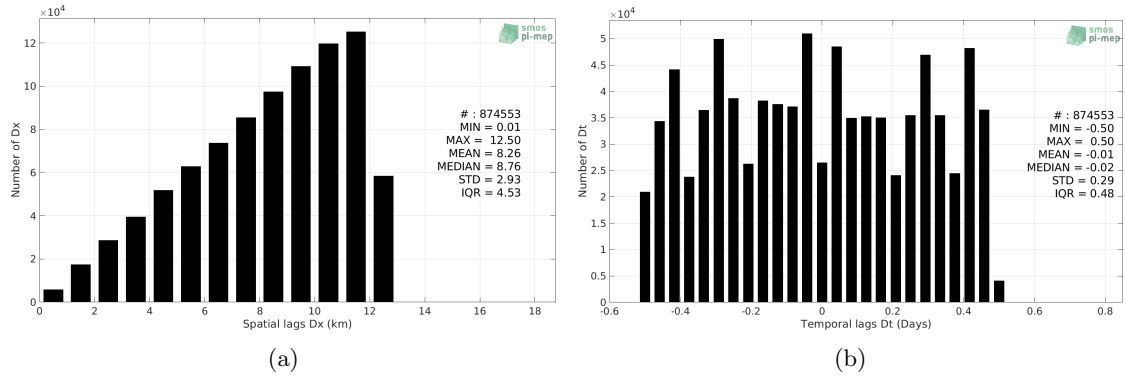 ×10⁴
12
10
8
6
4
2
0
Number of Dx
0 2 4 6 8 10 12 14 16 18
Spatial lags Dx (km)
smos
pi-mep
# : 874553
MIN = 0.01
MAX = 12.50
MEAN = 8.26
MEDIAN = 8.76
STD = 2.93
IQR = 4.53
(a)
×10⁴
5
4.5
4
3.5
3
2.5
2
1.5
1
0.5
0
Number of Dt
-0.6 -0.4 -0.2 0 0.2 0.4 0.6 0.8
Temporal lags Dt (Days)
smos
pi-mep
# : 874553
MIN = -0.50
MAX = 0.50
MEAN = -0.01
MEDIAN = -0.02
STD = 0.29
IQR = 0.48
(b)